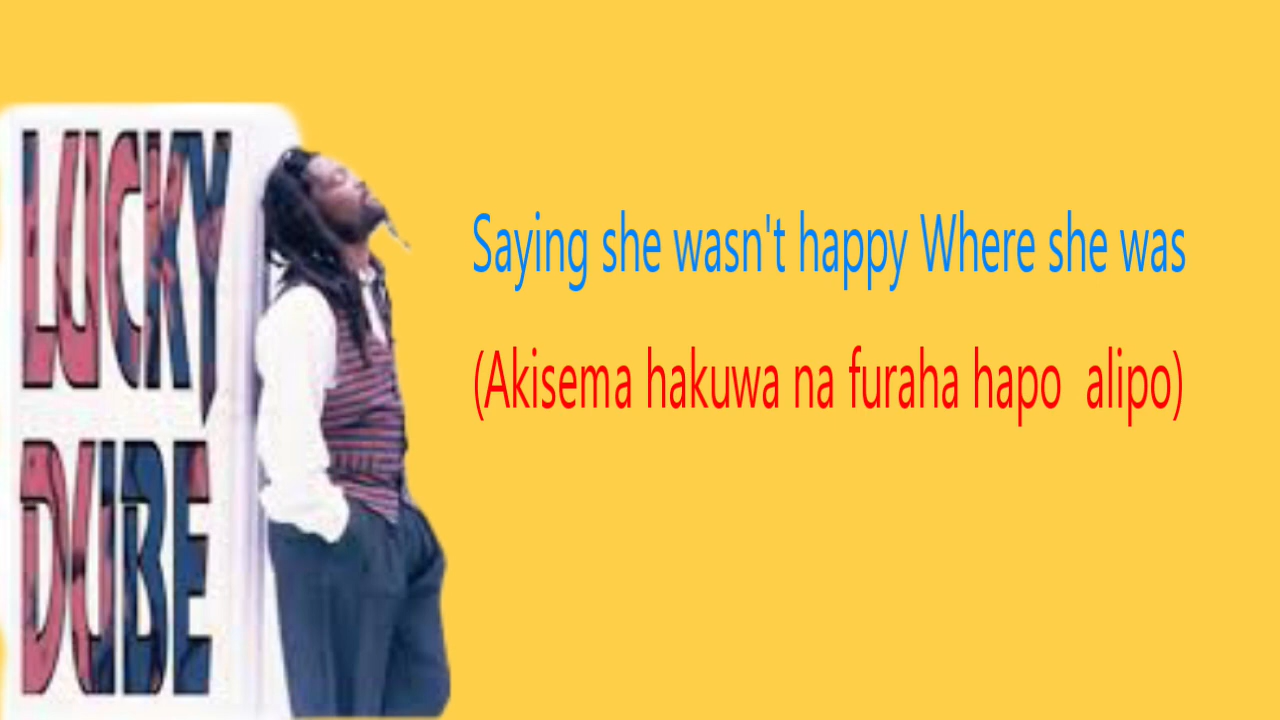 LUCKY
DUBE
Saying she wasn't happy Where she was
(Akisema hakuwa na furaha hapo  alipo)